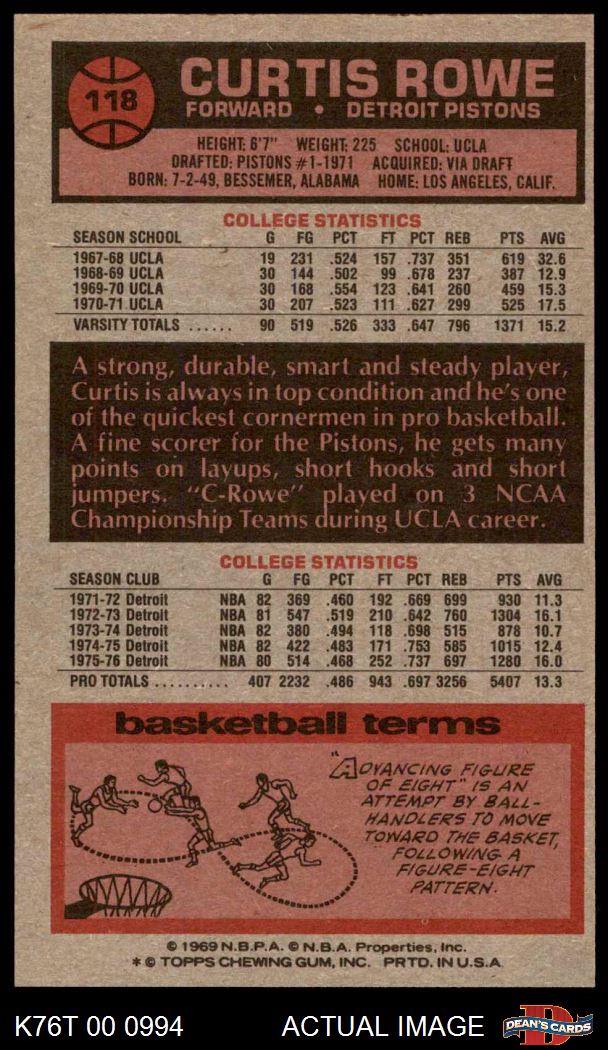 118
CURTIS ROWE
FORWARD • DETROIT PISTONS
HEIGHT: 6'7" WEIGHT: 225 SCHOOL: UCLA
DRAFTED: PISTONS #1-1971 ACQUIRED: VIA DRAFT
BORN: 7-2-49, BESSEMER, ALABAMA HOME: LOS ANGELES, CALIF.
COLLEGE STATISTICS
SEASON SCHOOL G FG PCT FT PCT REB PTS AVG
1967-68 UCLA 19 231 .524 157 .737 351 619 32.6
1968-69 UCLA 30 144 .502 99 .678 237 387 12.9
1969-70 UCLA 30 168 .554 123 .641 260 459 15.3
1970-71 UCLA 30 207 .523 111 .627 299 525 17.5
VARSITY TOTALS ...... 90 519 .526 333 .647 796 1371 15.2
A strong, durable, smart and steady player,
Curtis is always in top condition and he's one
of the quickest cornermen in pro basketball.
A fine scorer for the Pistons, he gets many
points on layups, short hooks and short
jumpers. "C-Rowe" played on 3 NCAA
Championship Teams during UCLA career.
COLLEGE STATISTICS
SEASON CLUB G FG PCT FT PCT REB PTS AVG
1971-72 Detroit NBA 82 369 .460 192 .669 699 930 11.3
1972-73 Detroit NBA 81 547 .519 210 .642 760 1304 16.1
1973-74 Detroit NBA 82 380 .494 118 .698 515 878 10.7
1974-75 Detroit NBA 82 422 .483 171 .753 585 1015 12.4
1975-76 Detroit NBA 80 514 .468 252 .737 697 1280 16.0
PRO TOTALS .......... 407 2232 .486 943 .697 3256 5407 13.3
basketball terms
"ADVANCING FIGURE
OF EIGHT" IS AN
ATTEMPT BY BALL-
HANDLERS TO MOVE
TOWARD THE BASKET,
FOLLOWING A
FIGURE-EIGHT
PATTERN.
© 1969 N.B.P.A. © N.B.A. Properties, Inc.
* © TOPPS CHEWING GUM, INC. PRTD. IN U.S.A.
K76T 00 0994 ACTUAL IMAGE
D
DEAN'S CARDS